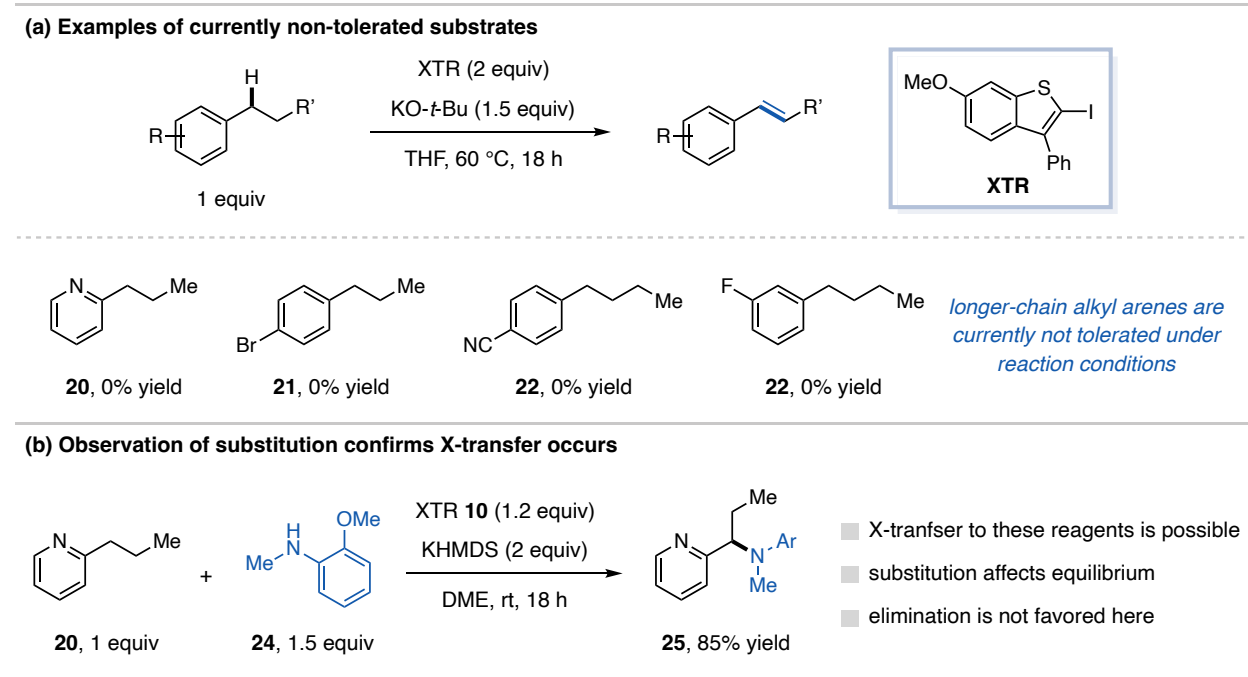 (a) Examples of currently non-tolerated substrates
H
R
R'
1 equiv
XTR (2 equiv)
KO-t-Bu (1.5 equiv)
THF, 60 °C, 18 h
R
R'
MeO
S
I
Ph
XTR
N
Me
20, 0% yield
Br
Me
21, 0% yield
NC
Me
22, 0% yield
F
Me
22, 0% yield
longer-chain alkyl arenes are
currently not tolerated under
reaction conditions
(b) Observation of substitution confirms X-transfer occurs
N
Me
20, 1 equiv
+
H
N
Me
OMe
24, 1.5 equiv
XTR 10 (1.2 equiv)
KHMDS (2 equiv)
DME, rt, 18 h
Me
N
N
Ar
Me
25, 85% yield
X-tranfser to these reagents is possible
substitution affects equilibrium
elimination is not favored here